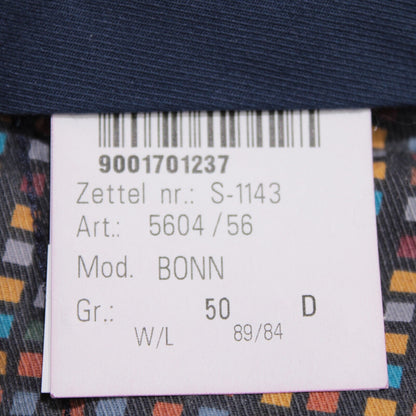 9001701237
Zettel nr.: S-1143
Art.: 5604/56
Mod. BONN
Gr.: 50 D
W/L 89/84